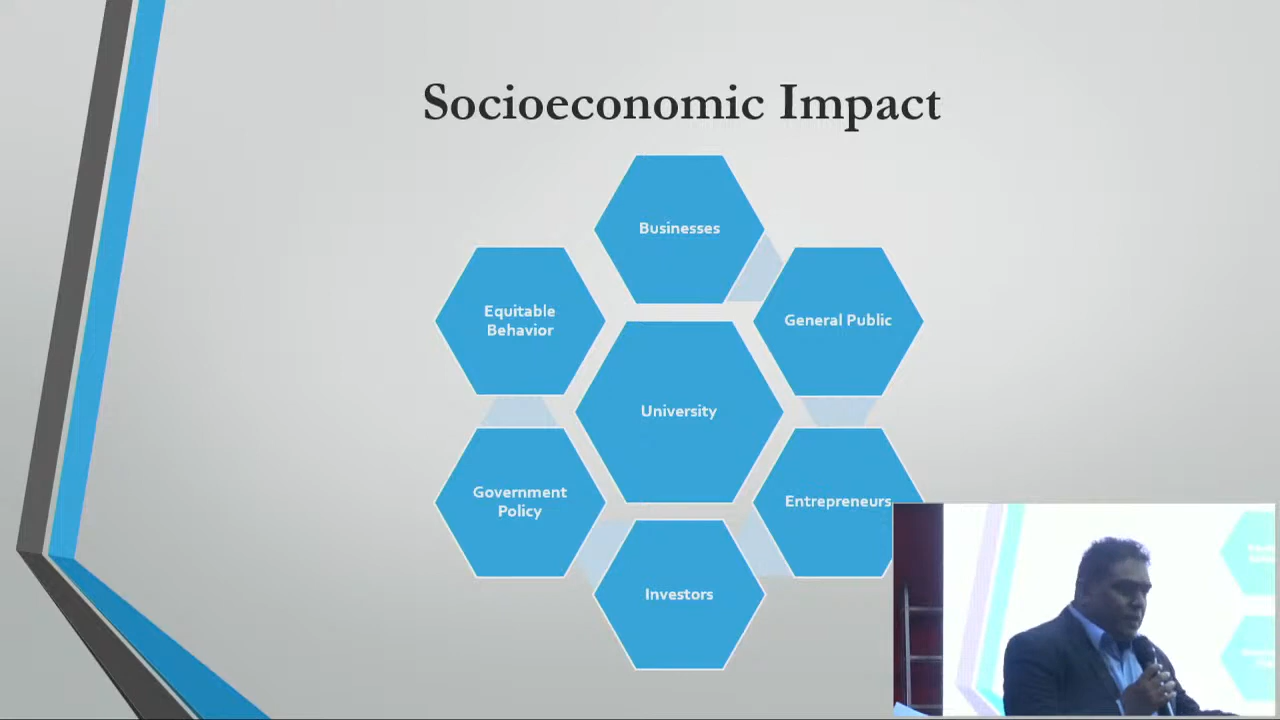 Socioeconomic Impact
Businesses
General Public
Equitable
Behavior
University
Entrepreneurs
Government
Policy
Investors